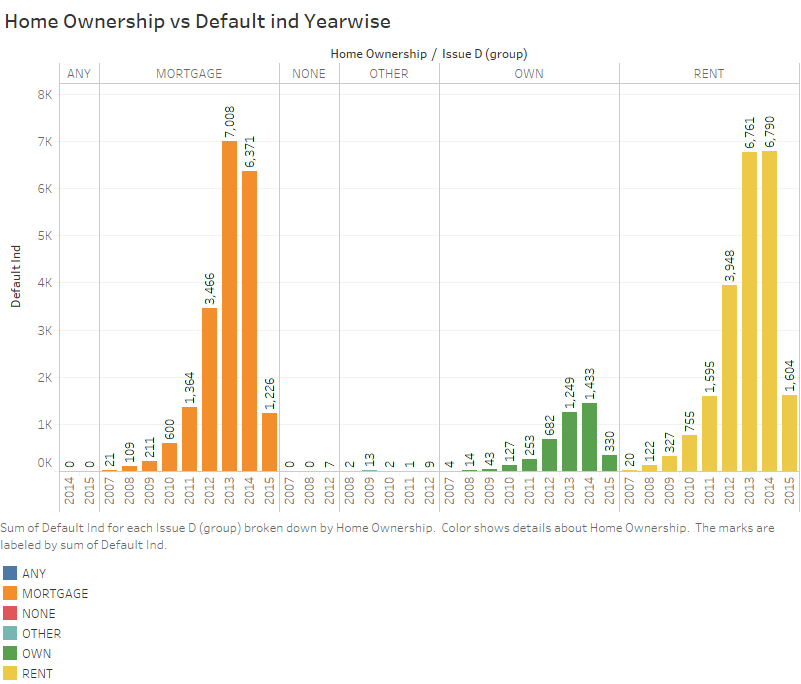 Home Ownership vs Default ind Yearwise
Home Ownership / Issue D (group)
ANY MORTGAGE NONE OTHER OWN RENT
Default Ind
8K
7K
6K
5K
4K
3K
2K
1K
0K
0 0 21 109 211 600 1,364 3,466 7,008 6,371 1,226 0 0 7 2 13 2 1 9 4 14 43 127 253 682 1,249 1,433 330 20 122 327 755 1,595 3,948 6,761 6,790 1,604
2014 2015 2007 2008 2009 2010 2011 2012 2013 2014 2015 2007 2008 2012 2008 2009 2010 2011 2012 2007 2008 2009 2010 2011 2012 2013 2014 2015 2007 2008 2009 2010 2011 2012 2013 2014 2015
Sum of Default Ind for each Issue D (group) broken down by Home Ownership. Color shows details about Home Ownership. The marks are
labeled by sum of Default Ind.
ANY
MORTGAGE
NONE
OTHER
OWN
RENT